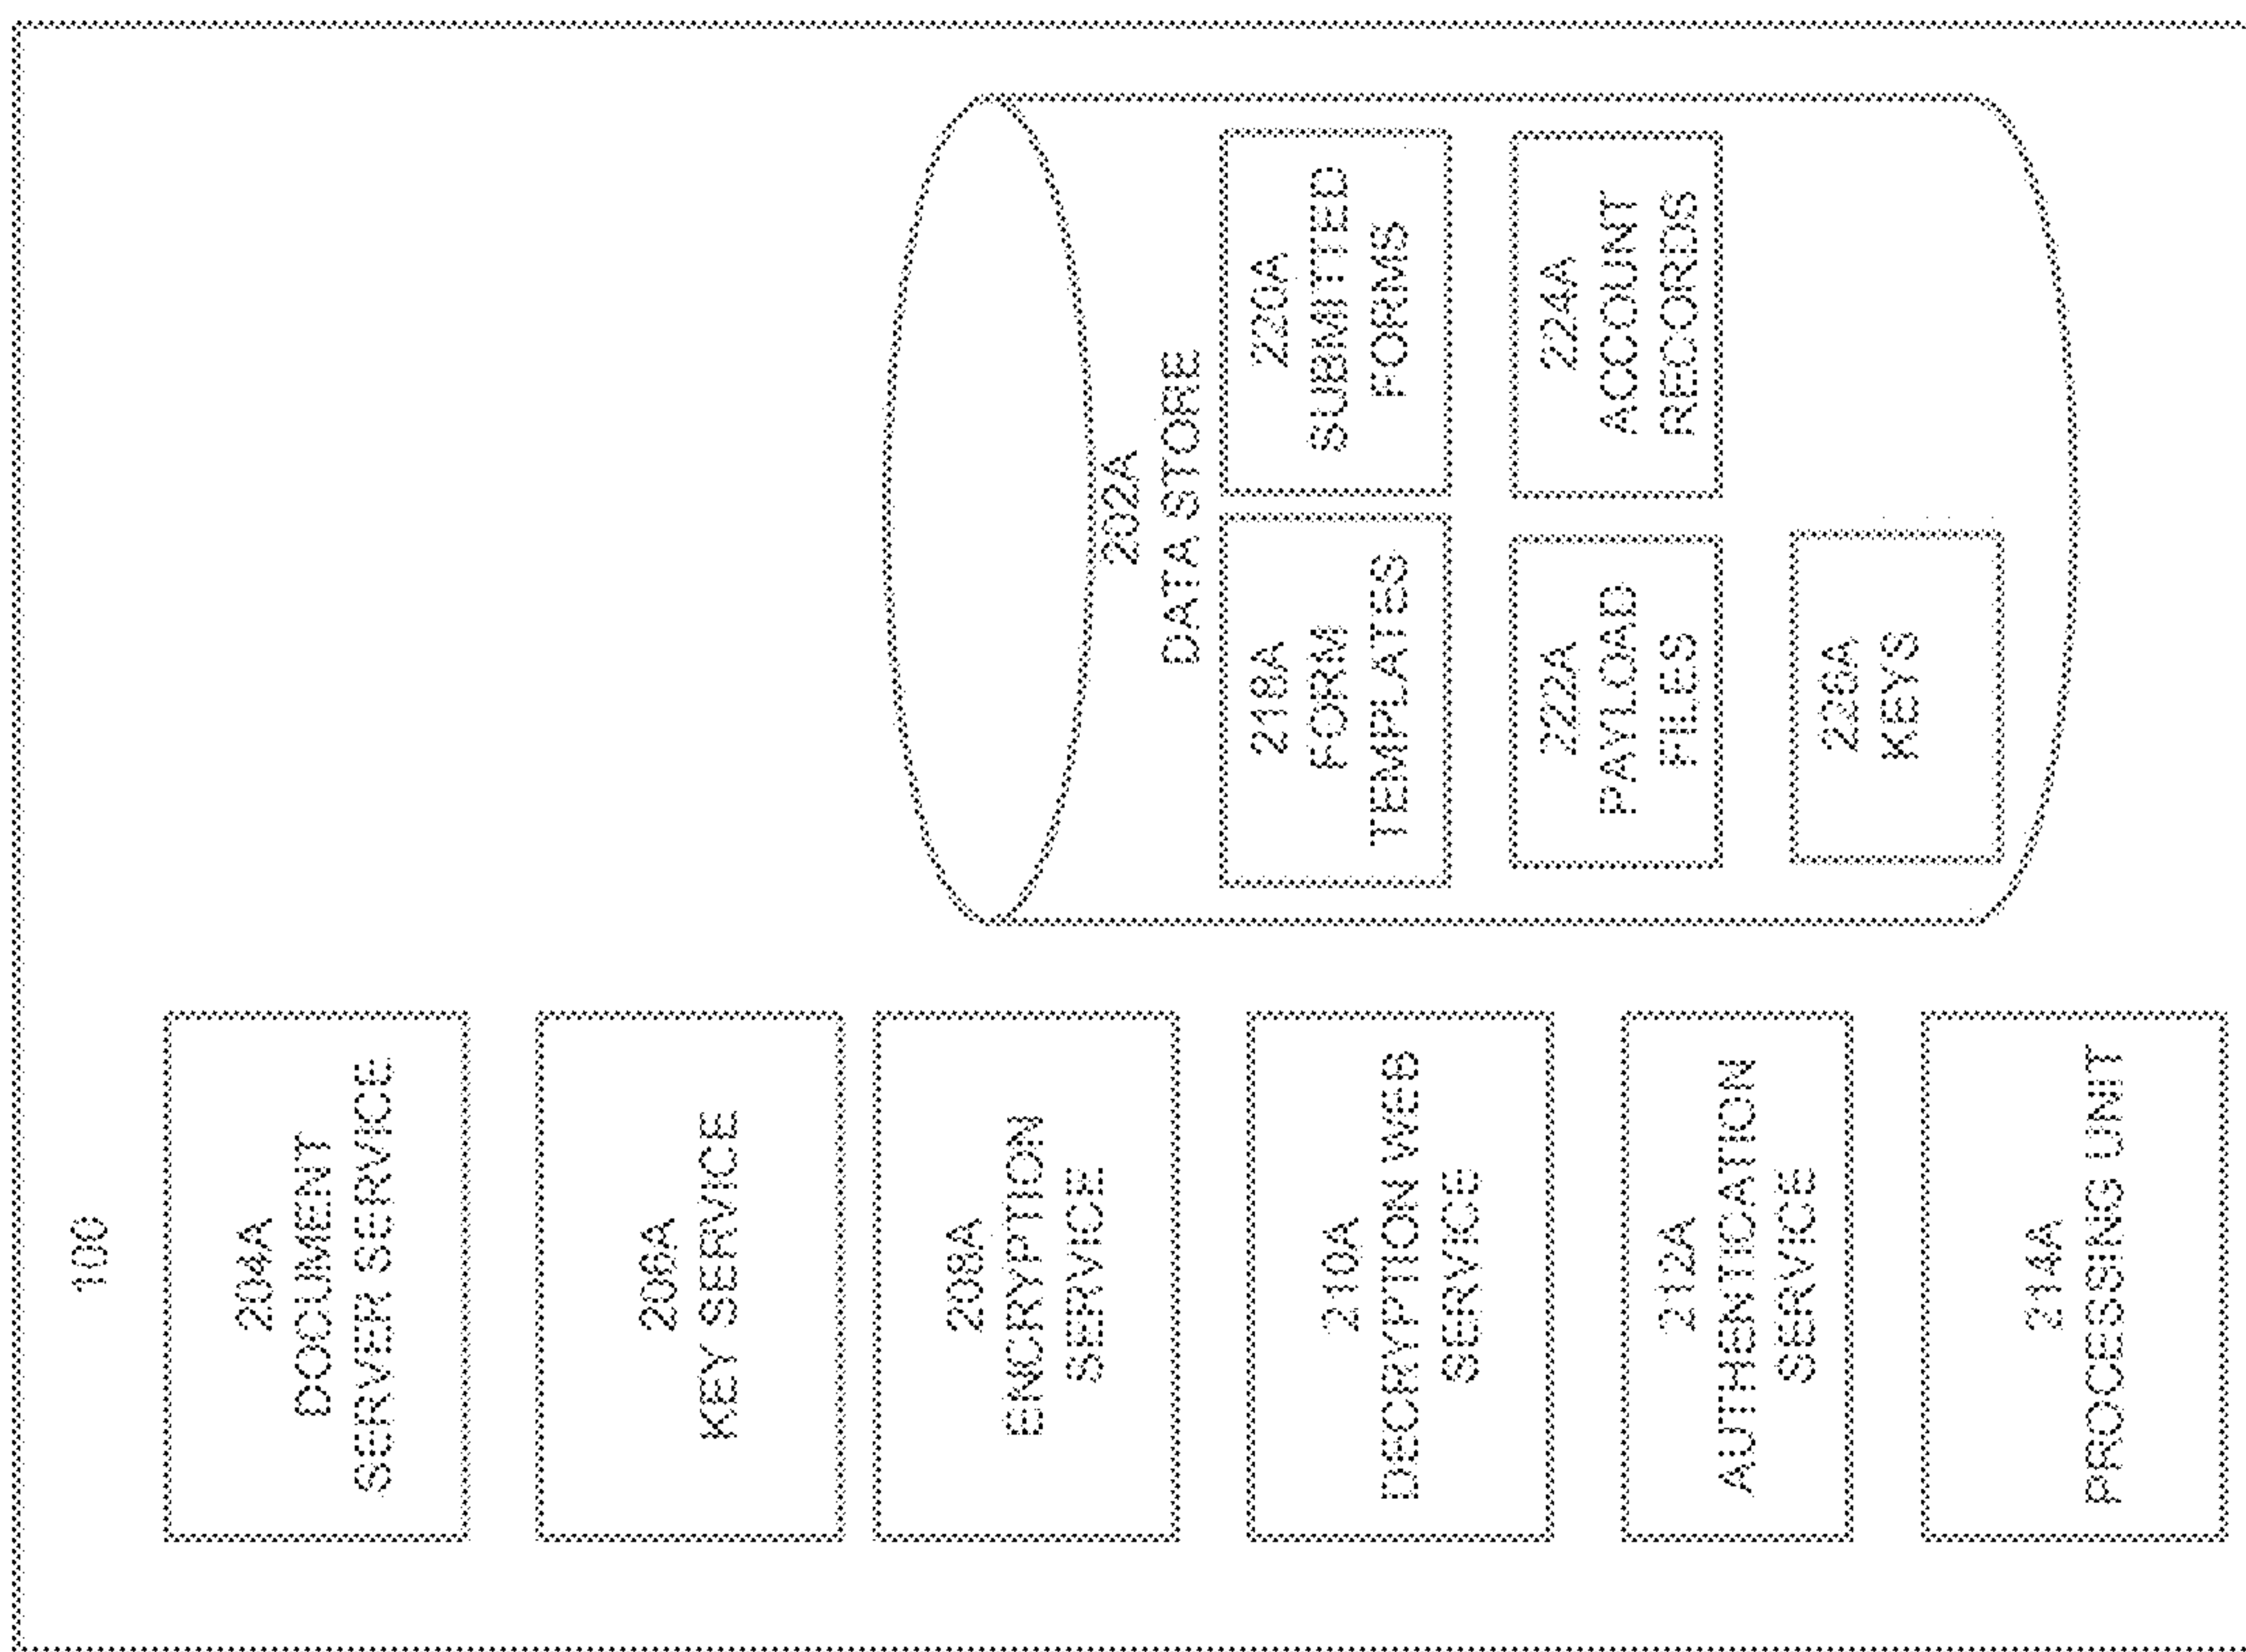 100
204A
DOCUMENT
SERVER SERVICE
206A
KEY SERVICE
208A
ENCRYPTION
SERVICE
210A
DECRYPTION WEB
SERVICE
212A
AUTHENTICATION
SERVICE
214A
PROCESSING UNIT
202A
DATA STORE
218A
FORM
TEMPLATES
220A
SUBMITTED
FORMS
222A
PAYLOAD
FILES
224A
ACCOUNT
RECORDS
226A
KEYS